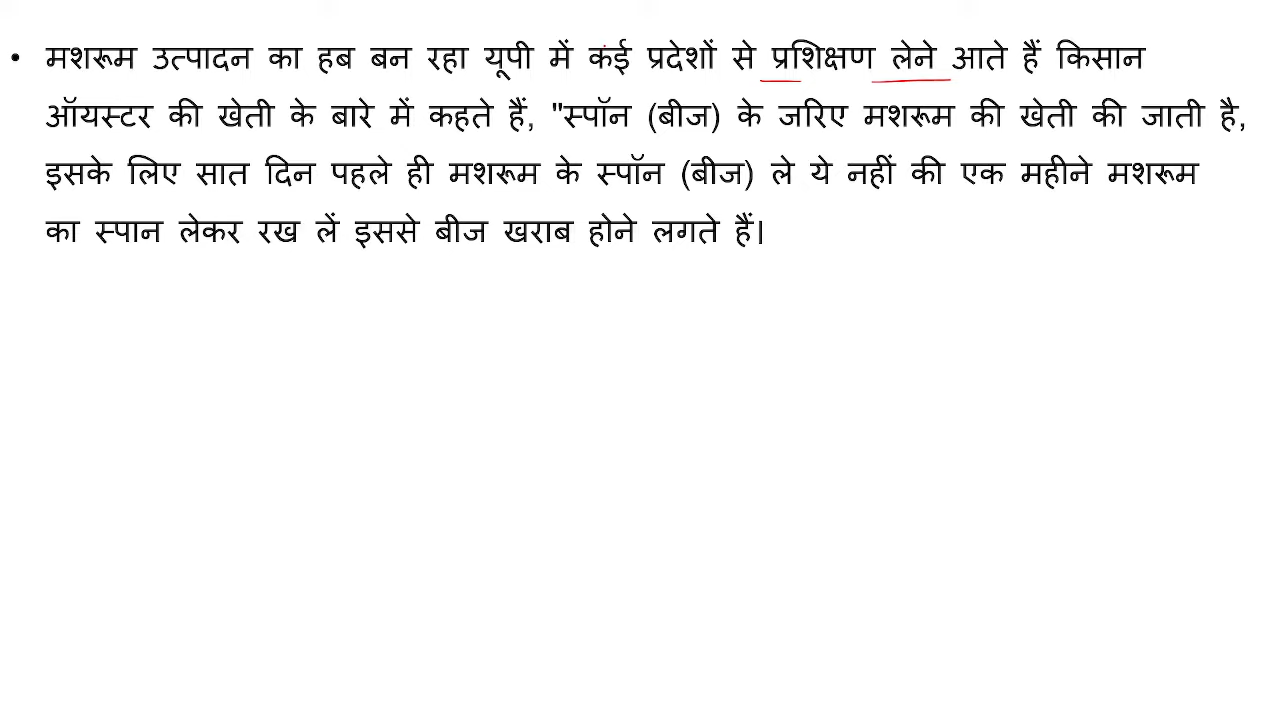 • मशरूम उत्पादन का हब बन रहा यूपी में कई प्रदेशों से प्रशिक्षण लेने आते हैं किसान
ऑयस्टर की खेती के बारे में कहते हैं, "स्पॉन (बीज) के जरिए मशरूम की खेती की जाती है,
इसके लिए सात दिन पहले ही मशरूम के स्पॉन (बीज) ले ये नहीं की एक महीने मशरूम
का स्पान लेकर रख लें इससे बीज खराब होने लगते हैं।